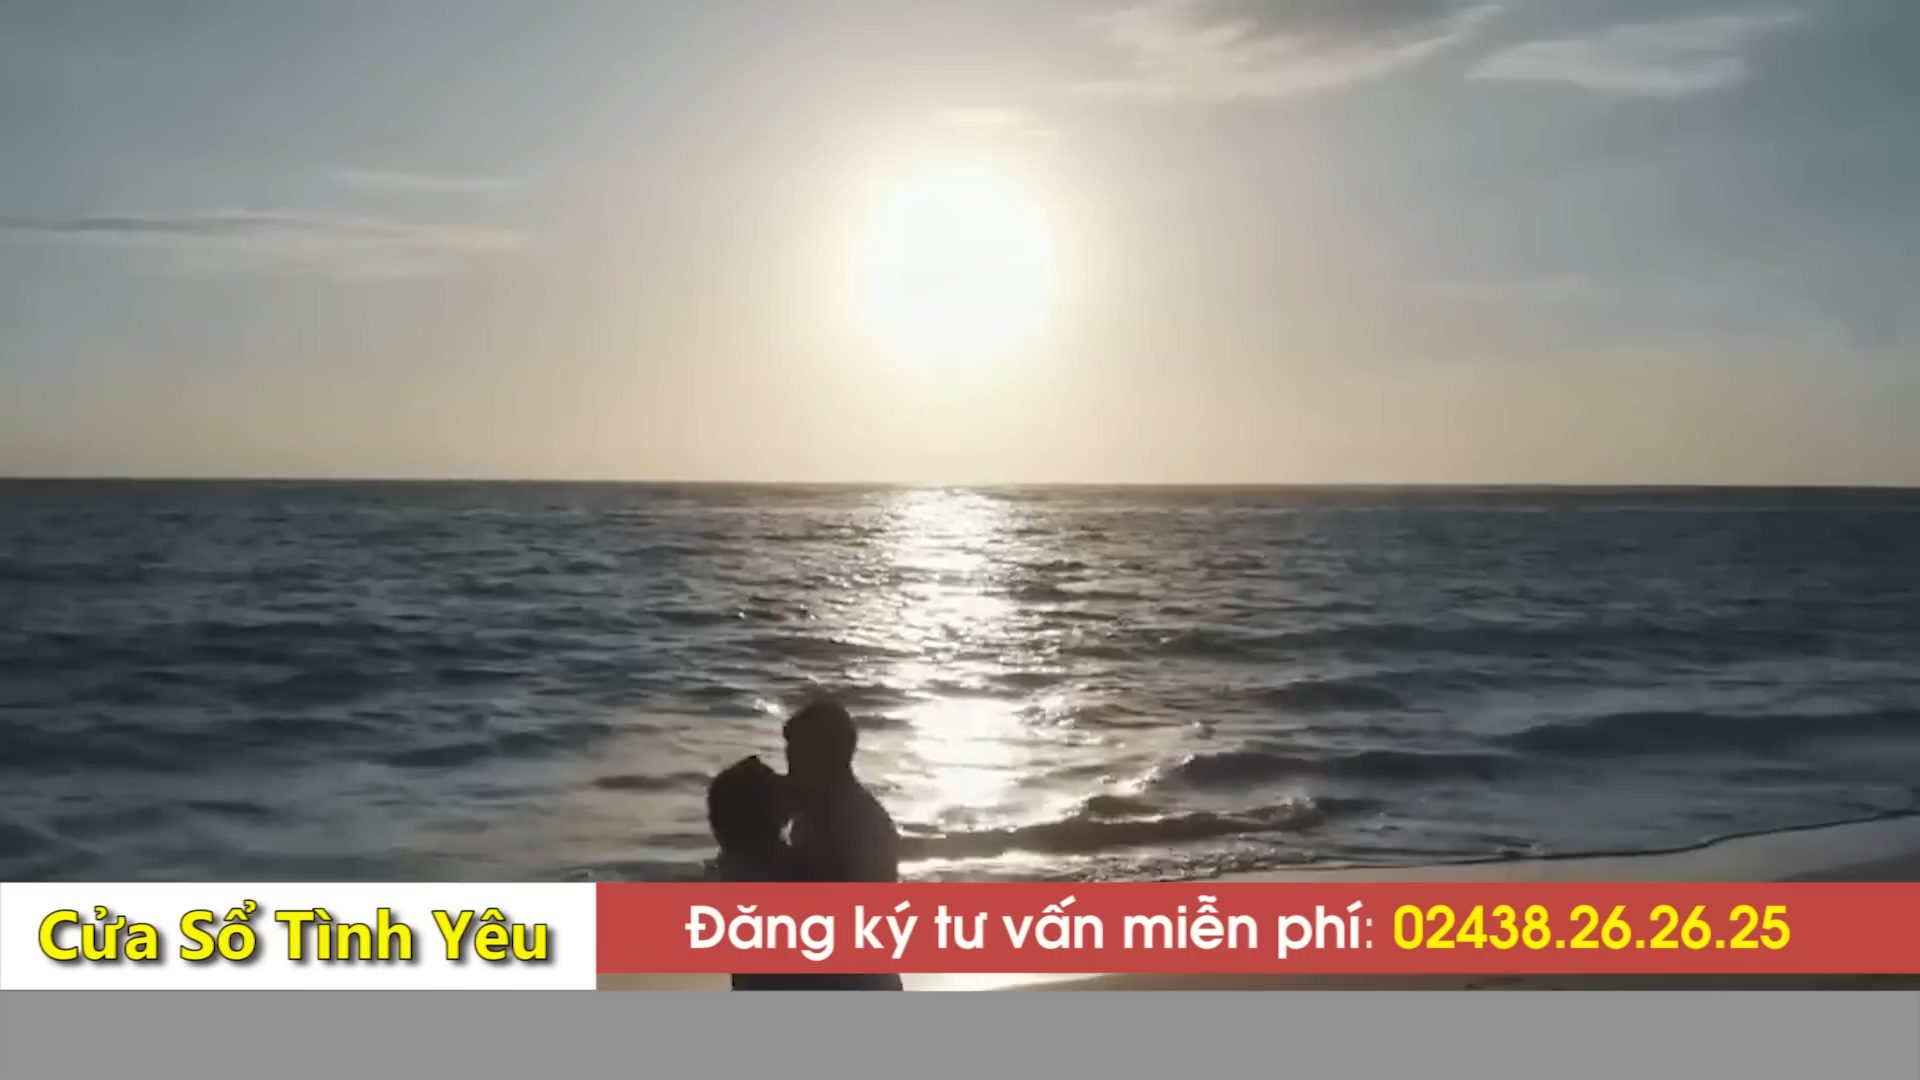 Cửa Sổ Tình Yêu
Đăng ký tư vấn miễn phí: 02438.26.26.25